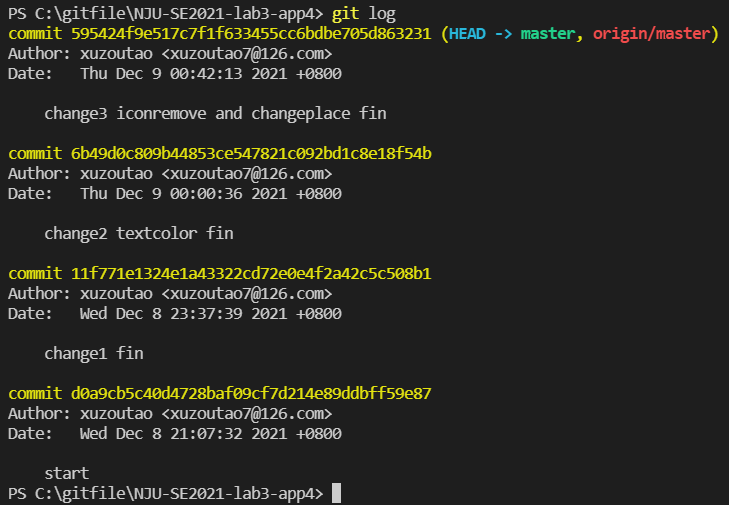 PS C:\gitfile\NJU-SE2021-lab3-app4> git log
commit 595424f9e517c7f1f633455cc6bdbe705d863231 (HEAD -> master, origin/master)
Author: xuzoutao <xuzoutao7@126.com>
Date:   Thu Dec 9 00:42:13 2021 +0800
    change3 iconremove and changeplace fin
commit 6b49d0c809b44853ce547821c092bd1c8e18f54b
Author: xuzoutao <xuzoutao7@126.com>
Date:   Thu Dec 9 00:00:36 2021 +0800
    change2 textcolor fin
commit 11f771e1324e1a43322cd72e0e4f2a42c5c508b1
Author: xuzoutao <xuzoutao7@126.com>
Date:   Wed Dec 8 23:37:39 2021 +0800
    change1 fin
commit d0a9cb5c40d4728baf09cf7d214e89ddbff59e87
Author: xuzoutao <xuzoutao7@126.com>
Date:   Wed Dec 8 21:07:32 2021 +0800
    start
PS C:\gitfile\NJU-SE2021-lab3-app4>